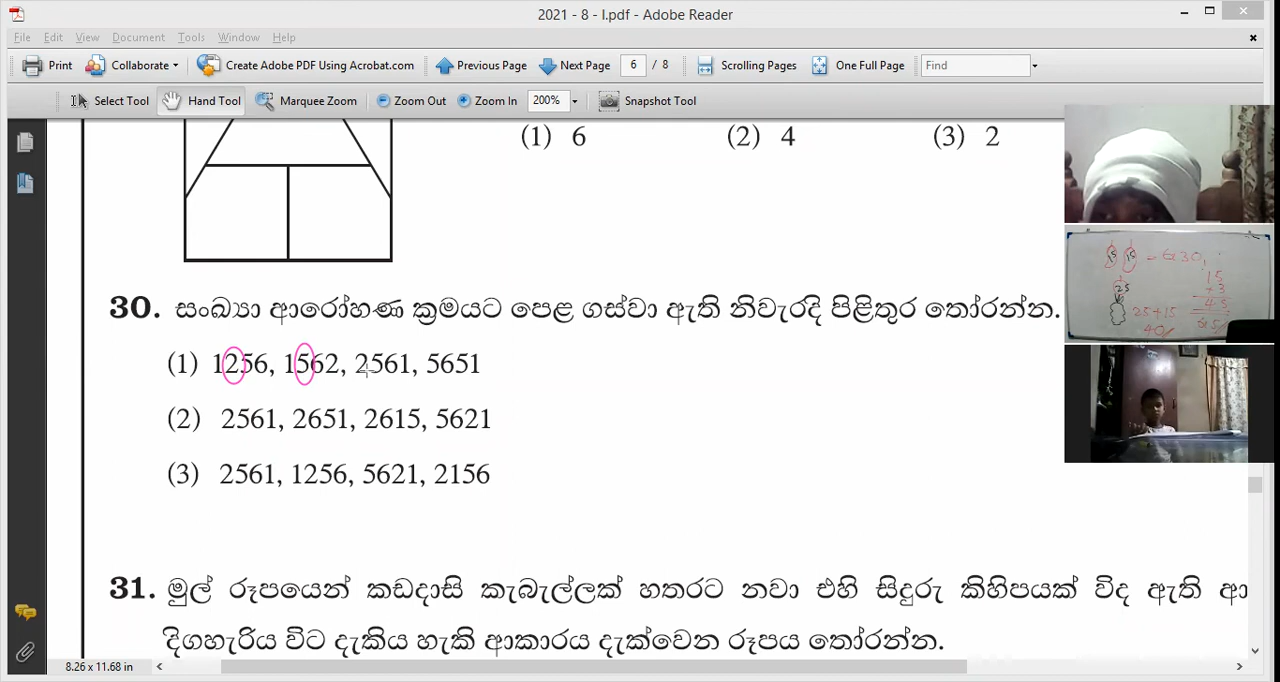 2021 - 8 - I.pdf - Adobe Reader
File Edit View Document Tools Window Help
Print Collaborate Create Adobe PDF Using Acrobat.com Previous Page Next Page 6 / 8 Scrolling Pages One Full Page Find
Select Tool Hand Tool Marquee Zoom Zoom Out Zoom In 200% Snapshot Tool
(1) 6 (2) 4 (3) 2
30. සංඛ්‍යා ආරෝහණ ක්‍රමයට පෙළ ගස්වා ඇති නිවැරදි පිළිතුර තෝරන්න.
(1) 1256, 1562, 2561, 5651
(2) 2561, 2651, 2615, 5621
(3) 2561, 1256, 5621, 2156
31. මුල් රූපයෙන් කඩදාසි කැබැල්ලක් හතරට නවා එහි සිදුරු කිහිපයක් විද ඇති ආ
දිගහැරිය විට දැකිය හැකි ආකාරය දැක්වෙන රූපය තෝරන්න.
8.26 x 11.68 in
25+15
40